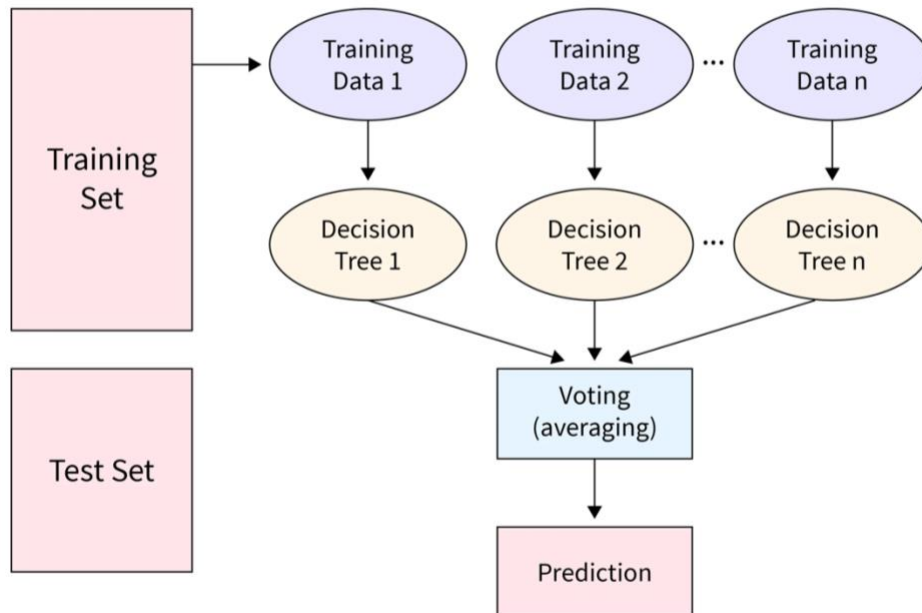 Training
Set
Training
Data 1
Training
Data 2
...
Training
Data n
Decision
Tree 1
Decision
Tree 2
...
Decision
Tree n
Voting
(averaging)
Test Set
Prediction